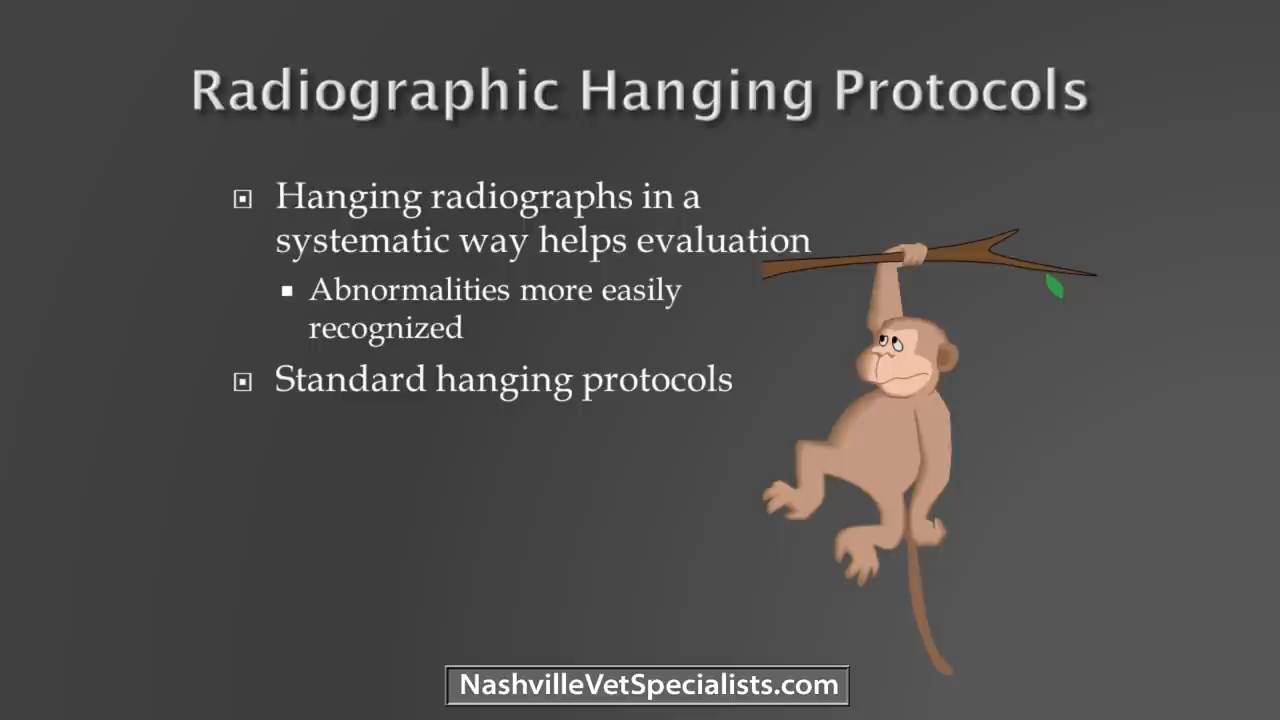 Radiographic Hanging Protocols
Hanging radiographs in a
systematic way helps evaluation
Abnormalities more easily
recognized
Standard hanging protocols
NashvilleVetSpecialists.com